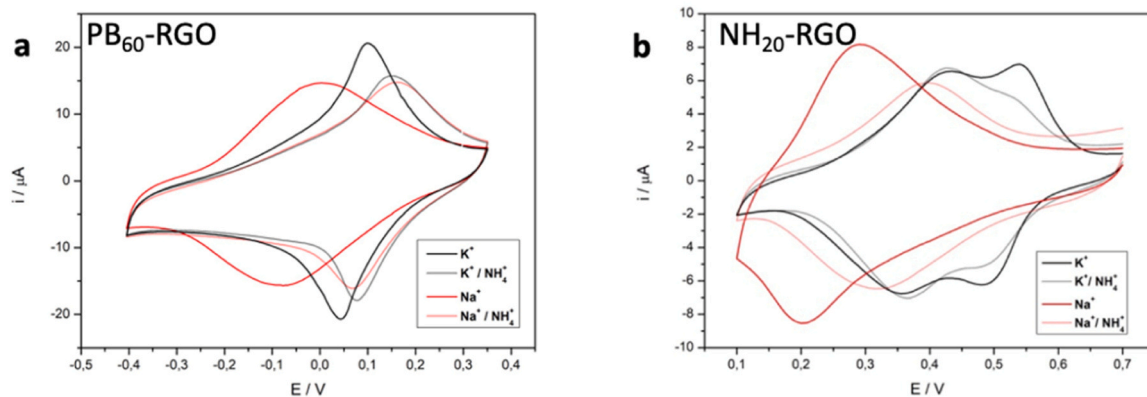 a PB₆₀-RGO
20
10
0
-10
-20
i / μA
K⁺
K⁺ / NH₄⁺
Na⁺
Na⁺ / NH₄⁺
-0,5 -0,4 -0,3 -0,2 -0,1 0,0 0,1 0,2 0,3 0,4
E / V
b NH₂₀-RGO
10
8
6
4
2
0
-2
-4
-6
-8
-10
i / μA
K⁺
K⁺/ NH₄⁺
Na⁺
Na⁺/ NH₄⁺
0,1 0,2 0,3 0,4 0,5 0,6 0,7
E / V